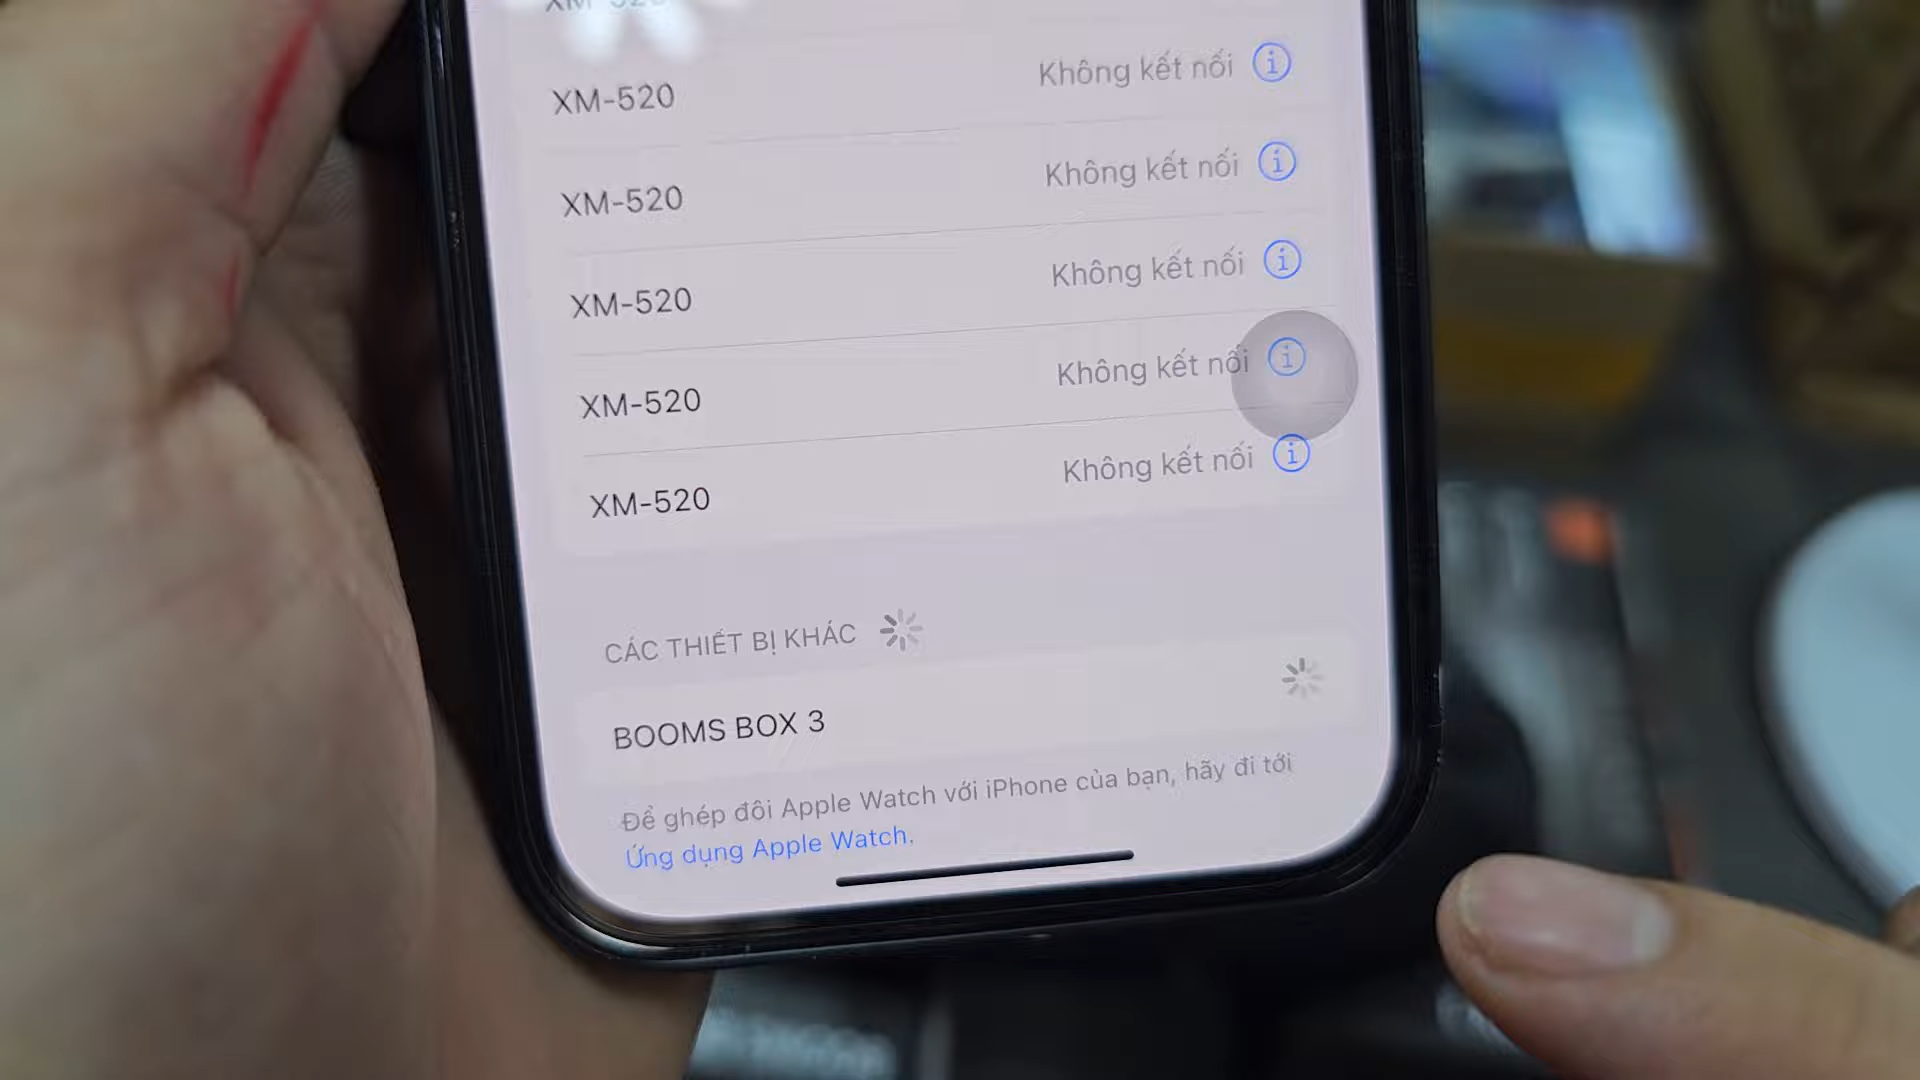 XM-520
XM-520 Không kết nối
XM-520 Không kết nối
XM-520 Không kết nối
XM-520 Không kết nối
XM-520 Không kết nối
CÁC THIẾT BỊ KHÁC
BOOMS BOX 3
Để ghép đôi Apple Watch với iPhone của bạn, hãy đi tới
Ứng dụng Apple Watch.